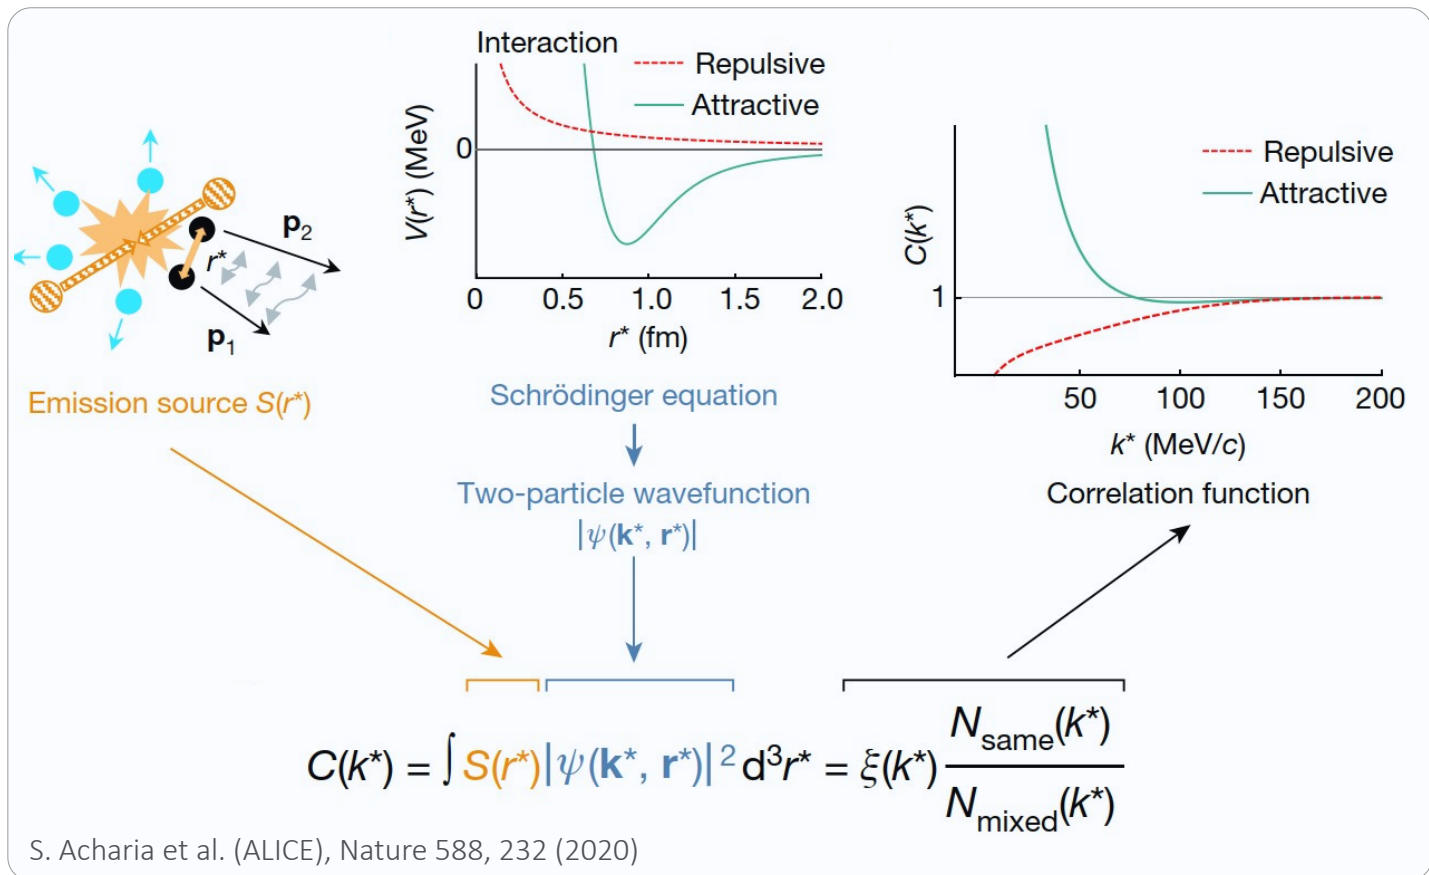 Interaction
Repulsive
Attractive
V(r*) (MeV)
0
0 0.5 1.0 1.5 2.0
r* (fm)
p₂
r*
p₁
Emission source S(r*)
Schrödinger equation
Two-particle wavefunction
|ψ(k*, r*)|
Repulsive
Attractive
C(k*)
1
50 100 150 200
k* (MeV/c)
Correlation function
C(k*) = ∫ S(r*)|ψ(k*, r*)|² d³r* = ξ(k*) N_same(k*) / N_mixed(k*)
S. Acharia et al. (ALICE), Nature 588, 232 (2020)